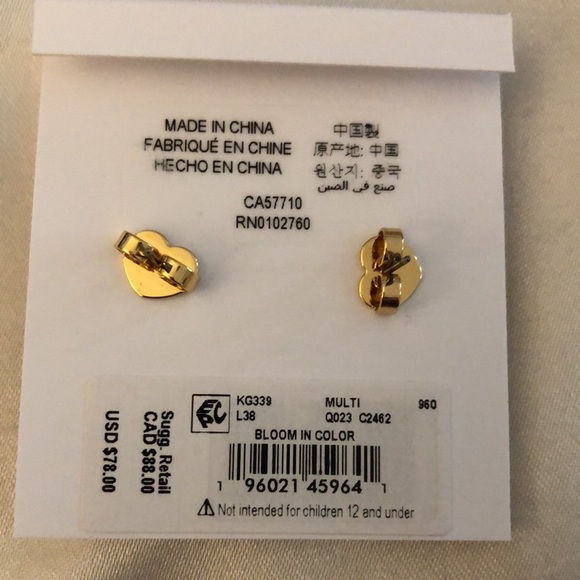 MADE IN CHINA
FABRIQUÉ EN CHINE
HECHO EN CHINA
中国製
原产地: 中国
원산지: 중국
صنع في الصين
CA57710
RN0102760
Sugg. Retail
CAD $88.00
USD $78.00
KG339 MULTI 960
L38 Q023 C2462
BLOOM IN COLOR
1 96021 45964 1
Not intended for children 12 and under